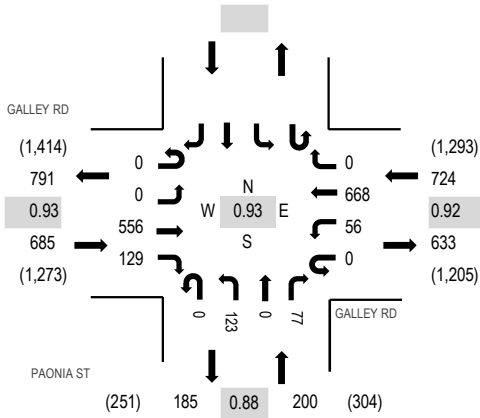 GALLEY RD
(1,414)
791
0.93
685
(1,273)
0
0
556
129
N
W 0.93 E
S
0
668
56
0
(1,293)
724
0.92
633
(1,205)
0 123 0 77
GALLEY RD
PAONIA ST
(251) 185 0.88 200 (304)